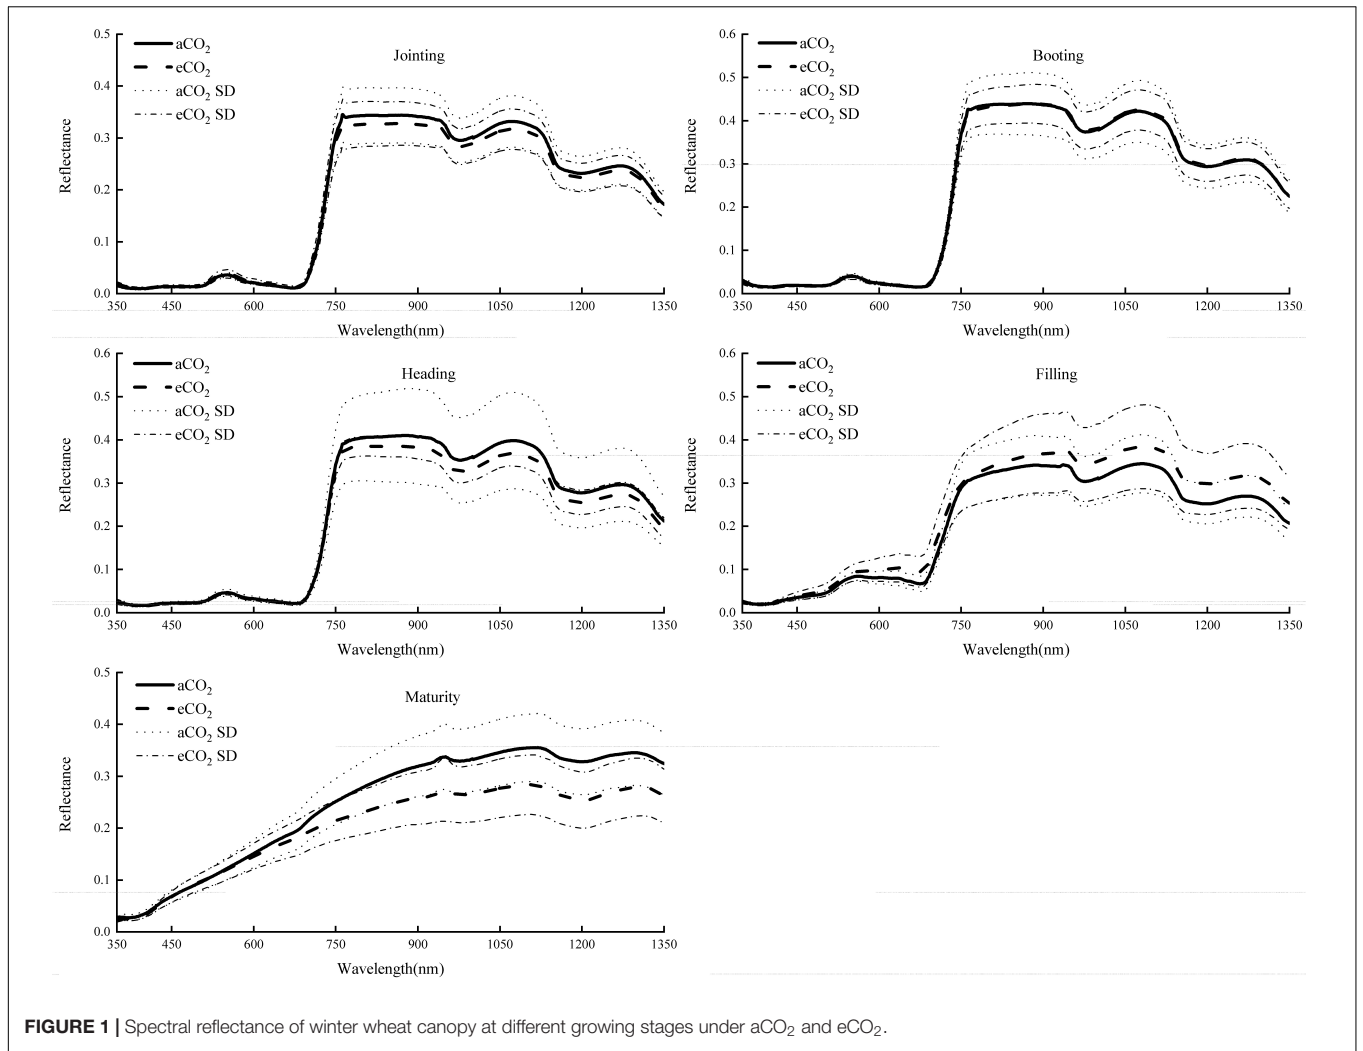 Jointing
aCO2
eCO2
aCO2 SD
eCO2 SD
0.5
0.4
0.3
0.2
0.1
0.0
Reflectance
350 450 600 750 900 1050 1200 1350
Wavelength(nm)
Booting
aCO2
eCO2
aCO2 SD
eCO2 SD
0.6
0.5
0.4
0.3
0.2
0.1
0.0
Reflectance
350 450 600 750 900 1050 1200 1350
Wavelength(nm)
Heading
aCO2
eCO2
aCO2 SD
eCO2 SD
0.6
0.5
0.4
0.3
0.2
0.1
0.0
Reflectance
350 450 600 750 900 1050 1200 1350
Wavelength(nm)
Filling
aCO2
eCO2
aCO2 SD
eCO2 SD
0.6
0.5
0.4
0.3
0.2
0.1
0.0
Reflectance
350 450 600 750 900 1050 1200 1350
Wavelength(nm)
Maturity
aCO2
eCO2
aCO2 SD
eCO2 SD
0.5
0.4
0.3
0.2
0.1
0.0
Reflectance
350 450 600 750 900 1050 1200 1350
Wavelength(nm)
FIGURE 1 | Spectral reflectance of winter wheat canopy at different growing stages under aCO2 and eCO2.